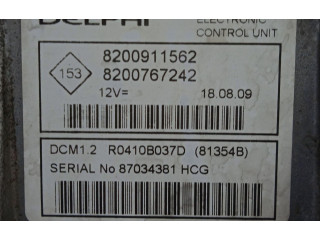 DELPHI
ELECTRONIC
CONTROL UNIT
153
8200911562
8200767242
12V=
18.08.09
DCM1.2 R0410B037D (81354B)
SERIAL No 87034381 HCG